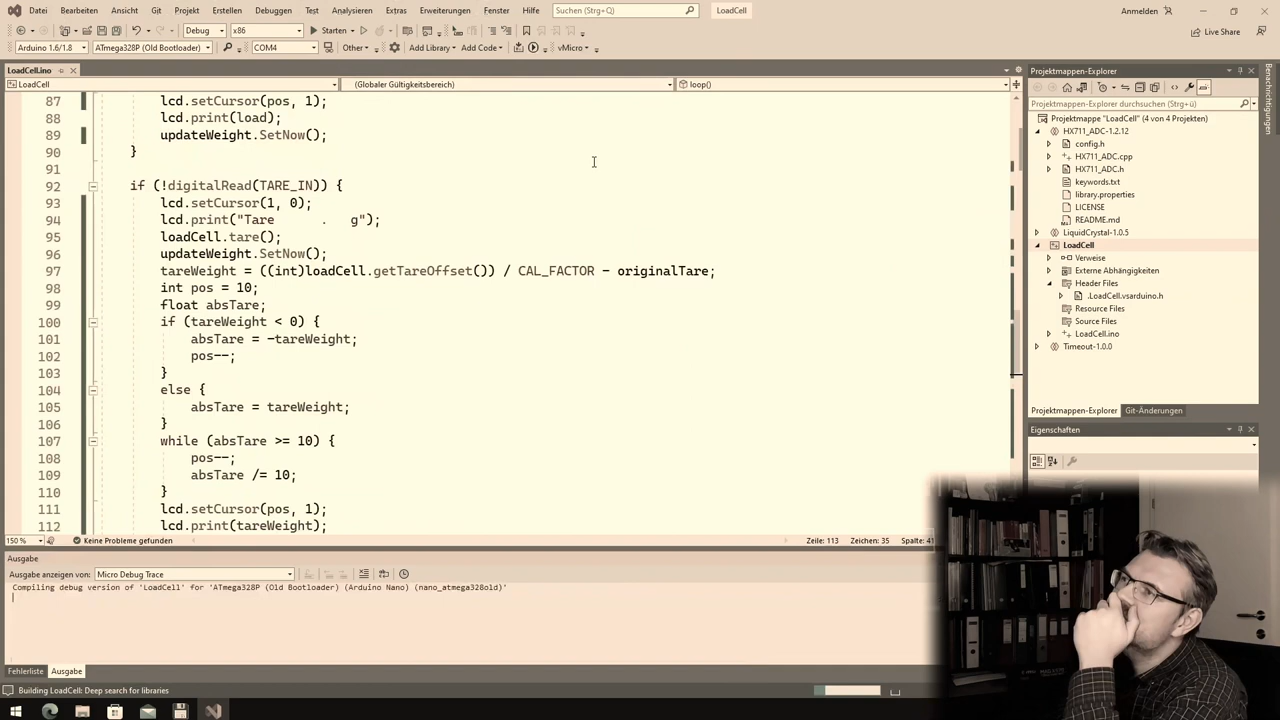 Datei Bearbeiten Ansicht Git Projekt Erstellen Debuggen Test Analysieren Extras Erweiterungen Fenster Hilfe Suchen (Strg+Q) LoadCell Anmelden
Debug x86 Starten Live Share
Arduino 1.6/1.8 ATmega328P (Old Bootloader) COM4 Other Add Library Add Code vMicro
LoadCell.ino
LoadCell (Globaler Gültigkeitsbereich) loop()
87 lcd.setCursor(pos, 1);
88 lcd.print(load);
89 updateWeight.SetNow();
90 }
91
92 if (!digitalRead(TARE_IN)) {
93 lcd.setCursor(1, 0);
94 lcd.print("Tare      .   g");
95 loadCell.tare();
96 updateWeight.SetNow();
97 tareWeight = ((int)loadCell.getTareOffset()) / CAL_FACTOR - originalTare;
98 int pos = 10;
99 float absTare;
100 if (tareWeight < 0) {
101 absTare = -tareWeight;
102 pos--;
103 }
104 else {
105 absTare = tareWeight;
106 }
107 while (absTare >= 10) {
108 pos--;
109 absTare /= 10;
110 }
111 lcd.setCursor(pos, 1);
112 lcd.print(tareWeight);
150 % Keine Probleme gefunden Zeile: 113 Zeichen: 35 Spalte: 41
Ausgabe
Ausgabe anzeigen von: Micro Debug Trace
Compiling debug version of 'LoadCell' for 'ATmega328P (Old Bootloader) (Arduino Nano) (nano_atmega328old)'
Fehlerliste Ausgabe
Building LoadCell: Deep search for libraries
Projektmappen-Explorer
Projektmappen-Explorer durchsuchen (Strg+ü)
Projektmappe "LoadCell" (4 von 4 Projekten)
HX711_ADC-1.2.12
config.h
HX711_ADC.cpp
HX711_ADC.h
keywords.txt
library.properties
LICENSE
README.md
LiquidCrystal-1.0.5
LoadCell
Verweise
Externe Abhängigkeiten
Header Files
.LoadCell.vsarduino.h
Resource Files
Source Files
LoadCell.ino
Timeout-1.0.0
Projektmappen-Explorer Git-Änderungen
Eigenschaften
Benachrichtigungen